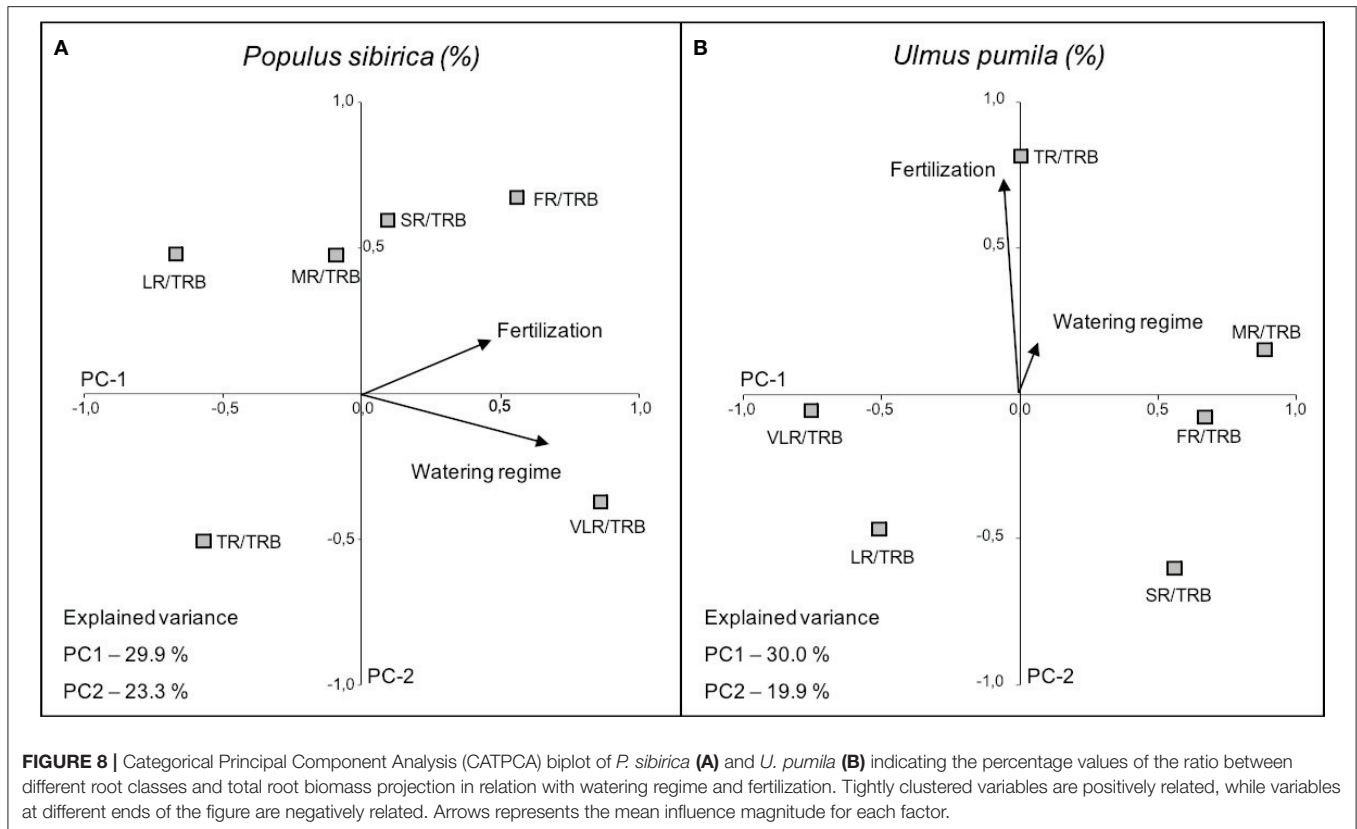 A
Populus sibirica (%)
1,0
FR/TRB
SR/TRB
0,5
LR/TRB
MR/TRB
Fertilization
PC-1
-1,0
-0,5
0,0
0,5
1,0
Watering regime
VLR/TRB
-0,5
TR/TRB
Explained variance
PC1 – 29.9 %
PC2 – 23.3 %
-1,0
PC-2
B
Ulmus pumila (%)
1,0
TR/TRB
Fertilization
0,5
Watering regime
MR/TRB
PC-1
-1,0
-0,5
0,0
0,5
1,0
VLR/TRB
FR/TRB
LR/TRB
-0,5
SR/TRB
Explained variance
PC1 – 30.0 %
PC2 – 19.9 %
-1,0
PC-2
FIGURE 8 | Categorical Principal Component Analysis (CATPCA) biplot of P. sibirica (A) and U. pumila (B) indicating the percentage values of the ratio between
different root classes and total root biomass projection in relation with watering regime and fertilization. Tightly clustered variables are positively related, while variables
at different ends of the figure are negatively related. Arrows represents the mean influence magnitude for each factor.